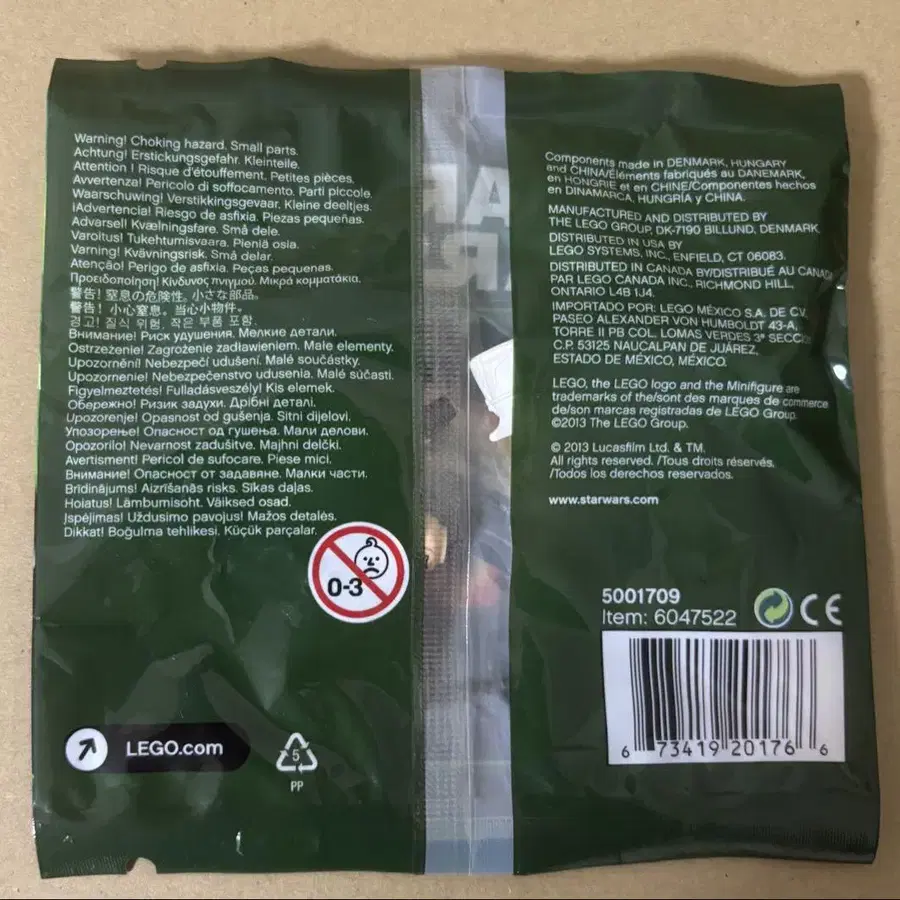 Warning! Choking hazard. Small parts.
Achtung! Erstickungsgefahr. Kleinteile.
Attention ! Risque d'étouffement. Petites pièces.
Avvertenza! Pericolo di soffocamento. Parti piccole.
Waarschuwing! Verstikkingsgevaar. Kleine deeltjes.
¡Advertencia! Riesgo de asfixia. Piezas pequeñas.
Advarsel! Kvælningsfare. Små dele.
Varoitus! Tukehtumisvaara. Pieniä osia.
Varning! Kvävningsrisk. Små delar.
Atenção! Perigo de asfixia. Peças pequenas.
Προειδοποίηση! Κίνδυνος πνιγμού. Μικρά κομματάκια.
警告! 窒息の危険性。小さな部品。
警告! 小心窒息。当心小物件。
경고! 질식 위험. 작은 부품 포함.
Внимание! Риск удушения. Мелкие детали.
Ostrzeżenie! Zagrożenie zadławieniem. Małe elementy.
Upozornění! Nebezpečí udušení. Malé součástky.
Upozornenie! Nebezpečenstvo udusenia. Malé súčasti.
Figyelmeztetés! Fulladásveszély! Kis elemek.
Обережно! Ризик задухи. Дрібні деталі.
Upozorenje! Opasnost od gušenja. Sitni dijelovi.
Упозорење! Опасност од гушења. Мали делови.
Opozorilo! Nevarnost zadušitve. Majhni delčki.
Avertisment! Pericol de sufocare. Piese mici.
Внимание! Опасност от задавяне. Малки части.
Brīdinājums! Aizrīšanās risks. Sīkas daļas.
Hoiatus! Lämbumisoht. Väiksed osad.
Įspėjimas! Uždusimo pavojus! Mažos detalės.
Dikkat! Boğulma tehlikesi. Küçük parçalar.
0-3
LEGO.com
5
PP
Components made in DENMARK, HUNGARY
and CHINA/Éléments fabriqués au DANEMARK,
en HONGRIE et en CHINE/Componentes hechos
en DINAMARCA, HUNGRÍA y CHINA.
MANUFACTURED AND DISTRIBUTED BY
THE LEGO GROUP, DK-7190 BILLUND, DENMARK
DISTRIBUTED IN USA BY
LEGO SYSTEMS, INC., ENFIELD, CT 06083.
DISTRIBUTED IN CANADA BY/DISTRIBUÉ AU CANADA
PAR LEGO CANADA INC., RICHMOND HILL,
ONTARIO L4B 1J4.
IMPORTADO POR: LEGO MÉXICO S.A. DE CV,
PASEO ALEXANDER VON HUMBOLDT 43-A,
TORRE II PB COL. LOMAS VERDES 3ª
C.P. 53125 NAUCALPAN DE JUÁREZ,
ESTADO DE MÉXICO, MÉXICO.
LEGO, the LEGO logo and the Minifigure are
trademarks of the/sont des marques de commerce
de/son marcas registradas de LEGO Group.
©2013 The LEGO Group.
© 2013 Lucasfilm Ltd. & TM.
All rights reserved. /Tous droits réservés.
/Todos los derechos reservados.
www.starwars.com
5001709
Item: 6047522
CE
6 73419 20176 6